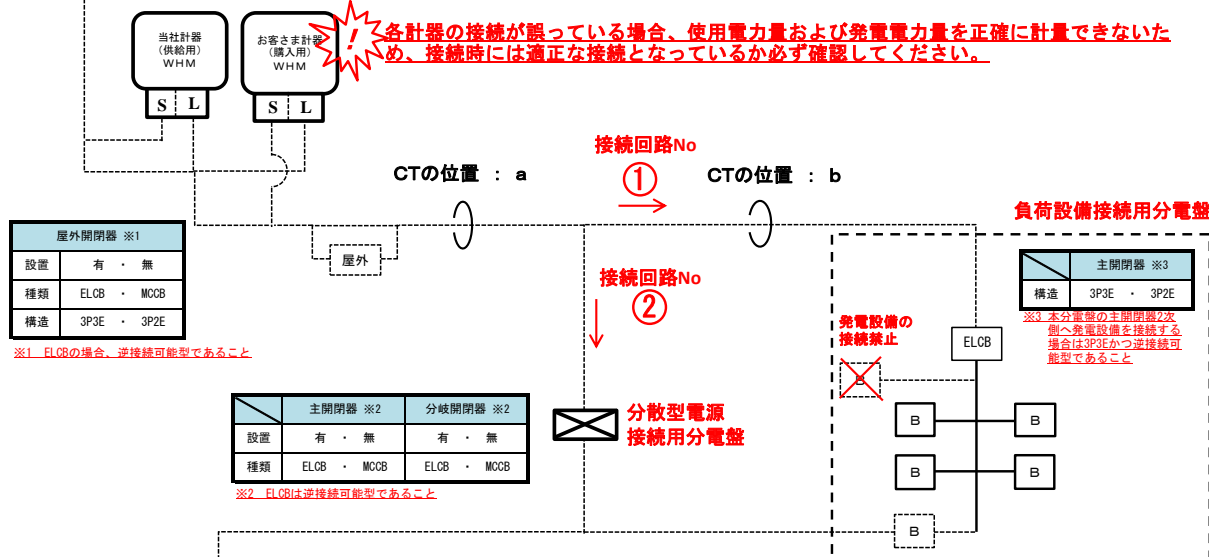 当社計器
(供給用)
WHM
S L
お客さま計器
(購入用)
WHM
S L
!
各計器の接続が誤っている場合、使用電力量および発電電力量を正確に計量できないた
め、接続時には適正な接続となっているか必ず確認してください。
接続回路No
①
CTの位置 : a
CTの位置 : b
負荷設備接続用分電盤
屋外開閉器 ※1
設置 有 ・ 無
種類 ELCB ・ MCCB
構造 3P3E ・ 3P2E
※1 ELCBの場合、逆接続可能型であること
屋外
接続回路No
②
主開閉器 ※3
構造 3P3E ・ 3P2E
※3 本分電盤の主開閉器2次
側へ発電設備を接続する
場合は3P3Eかつ逆接続可
能型であること
発電設備の
接続禁止
ELCB
B
主開閉器 ※2 分岐開閉器 ※2
設置 有 ・ 無 有 ・ 無
種類 ELCB ・ MCCB ELCB ・ MCCB
※2 ELCBは逆接続可能型であること
分散型電源
接続用分電盤
B B
B B
B